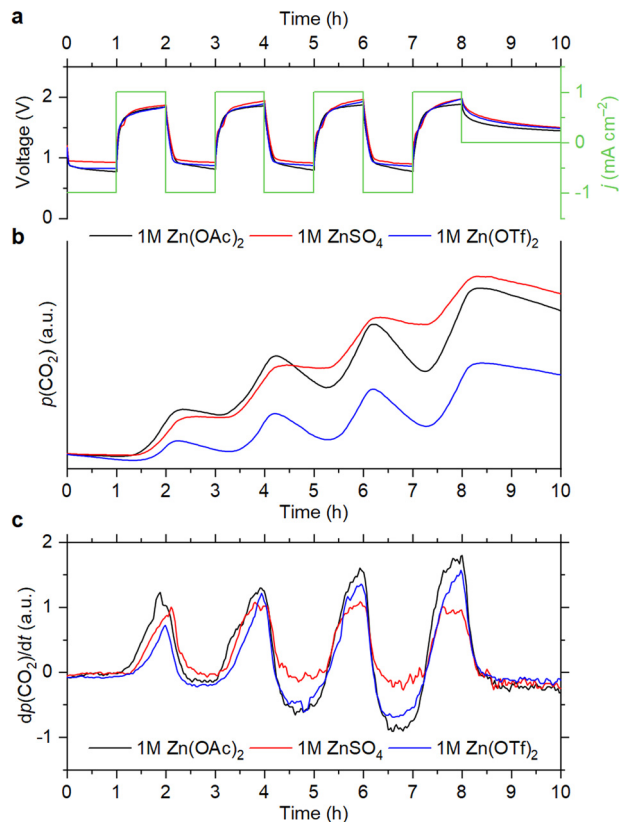 a
Time (h)
0 1 2 3 4 5 6 7 8 9 10
Voltage (V)
2
1
0
j (mA cm⁻²)
1
0
-1
b
1M Zn(OAc)₂ 1M ZnSO₄ 1M Zn(OTf)₂
p(CO₂) (a.u.)
0 1 2 3 4 5 6 7 8 9 10
Time (h)
c
dp(CO₂)/dt (a.u.)
2
1
0
-1
1M Zn(OAc)₂ 1M ZnSO₄ 1M Zn(OTf)₂
0 1 2 3 4 5 6 7 8 9 10
Time (h)